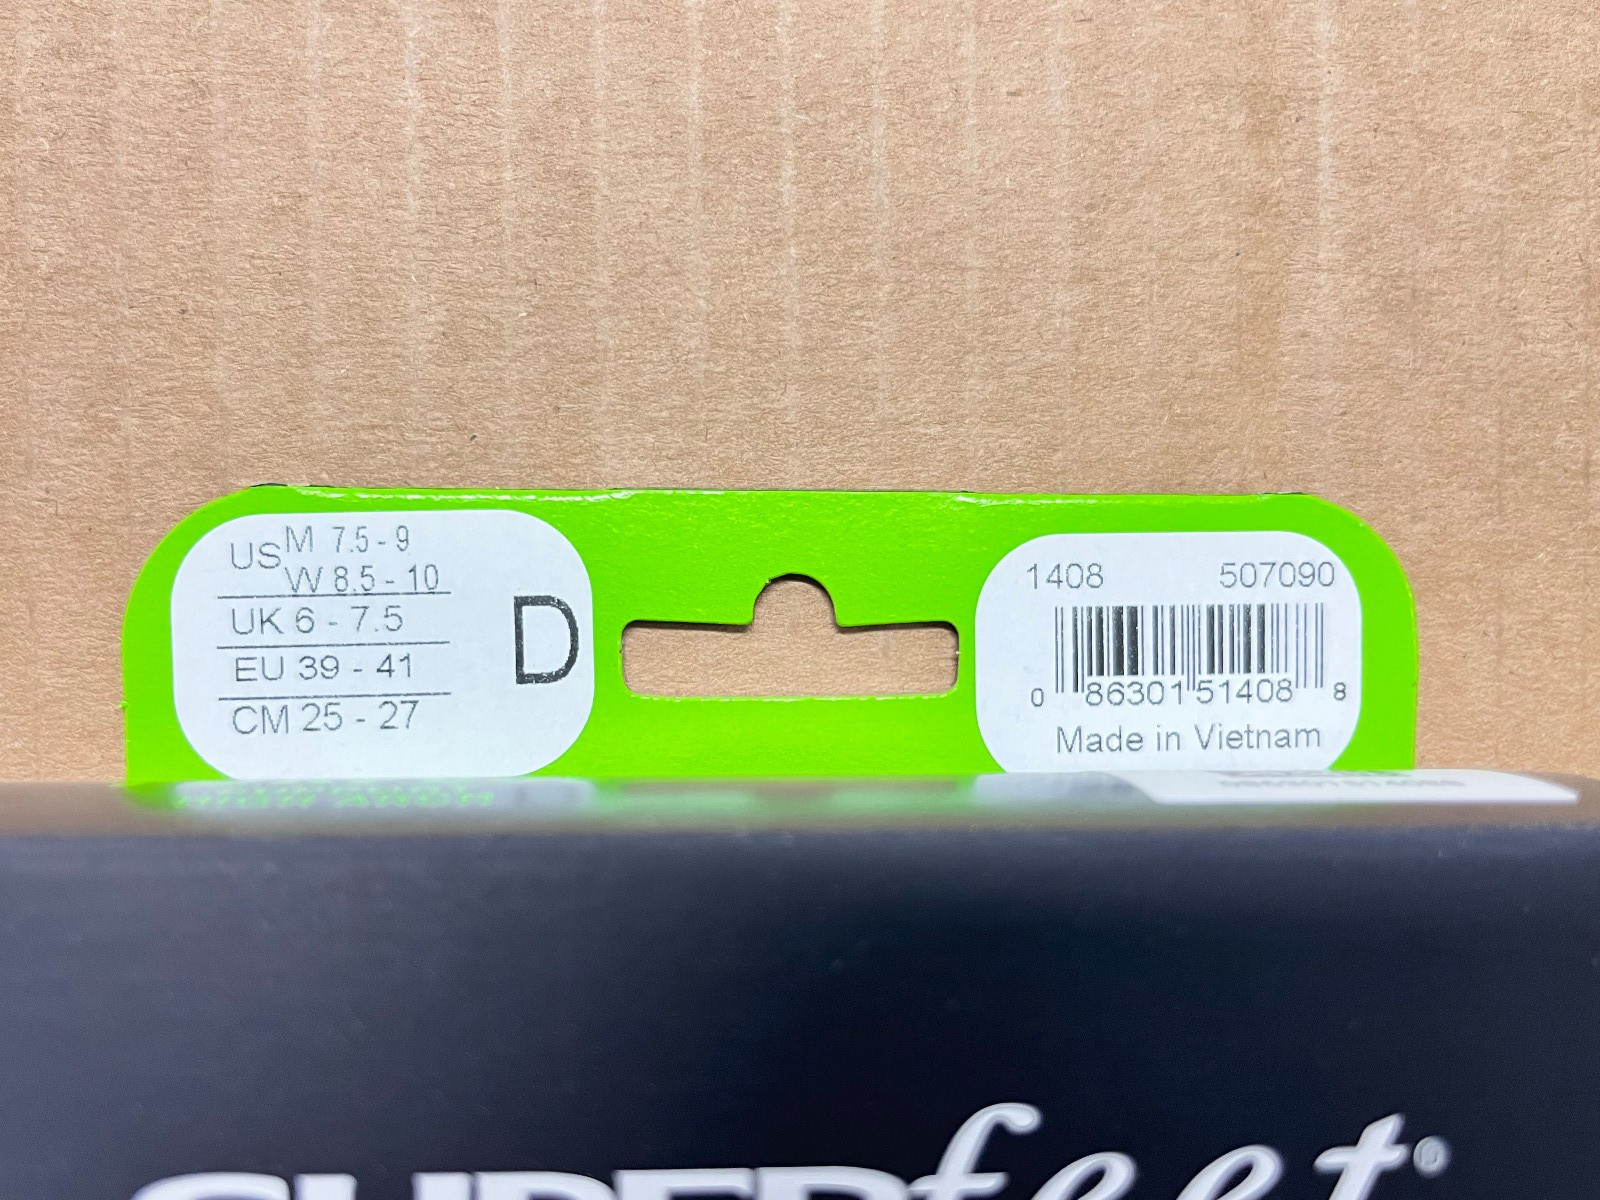 US M 7.5 - 9
W 8.5 - 10
UK 6 - 7.5
EU 39 - 41
CM 25 - 27
D
1408 507090
0 86301 51408 8
Made in Vietnam
SUPERfeet®